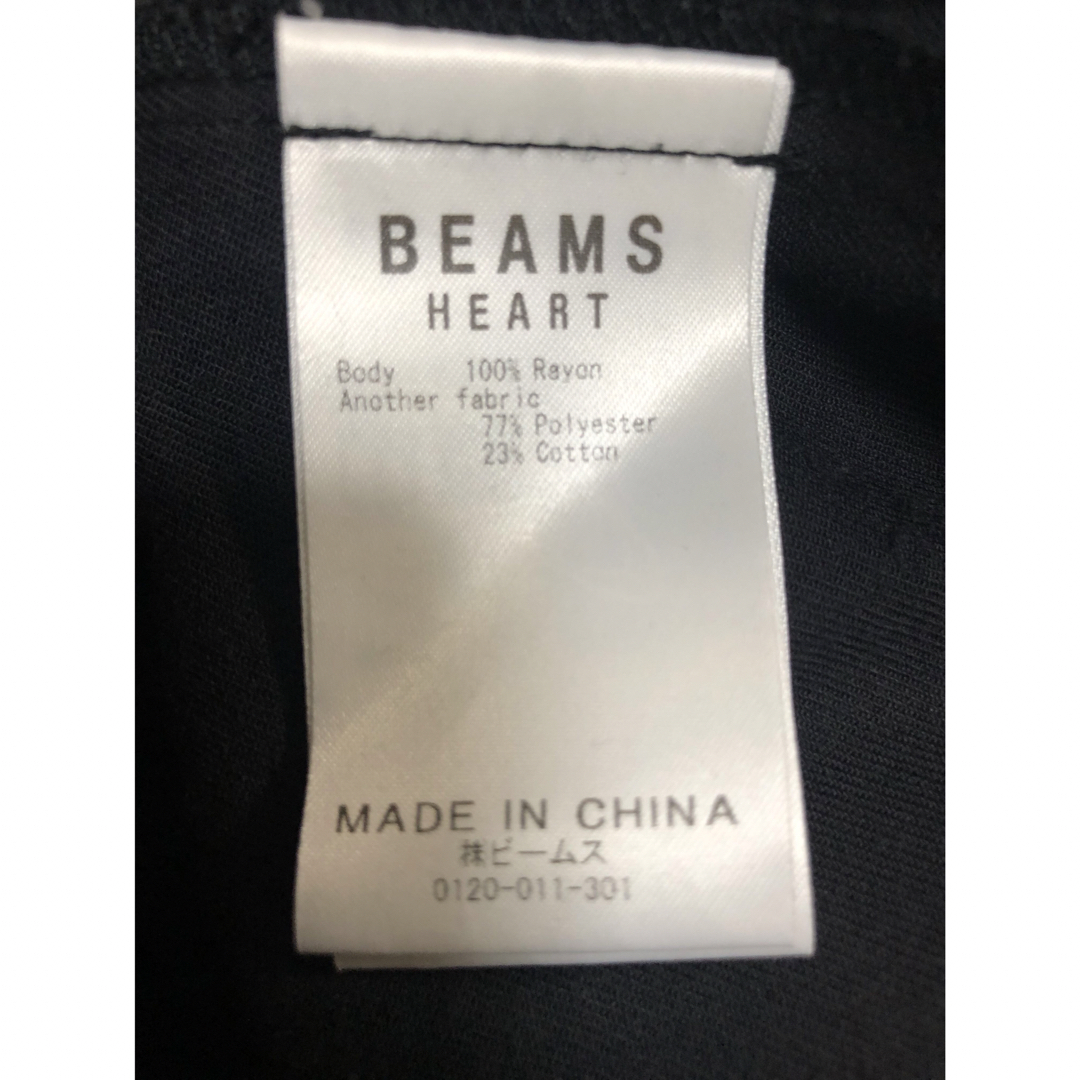 BEAMS
HEART
Body 100% Rayon
Another fabric
77% Polyester
23% Cotton
MADE IN CHINA
㈱ビームス
0120-011-301